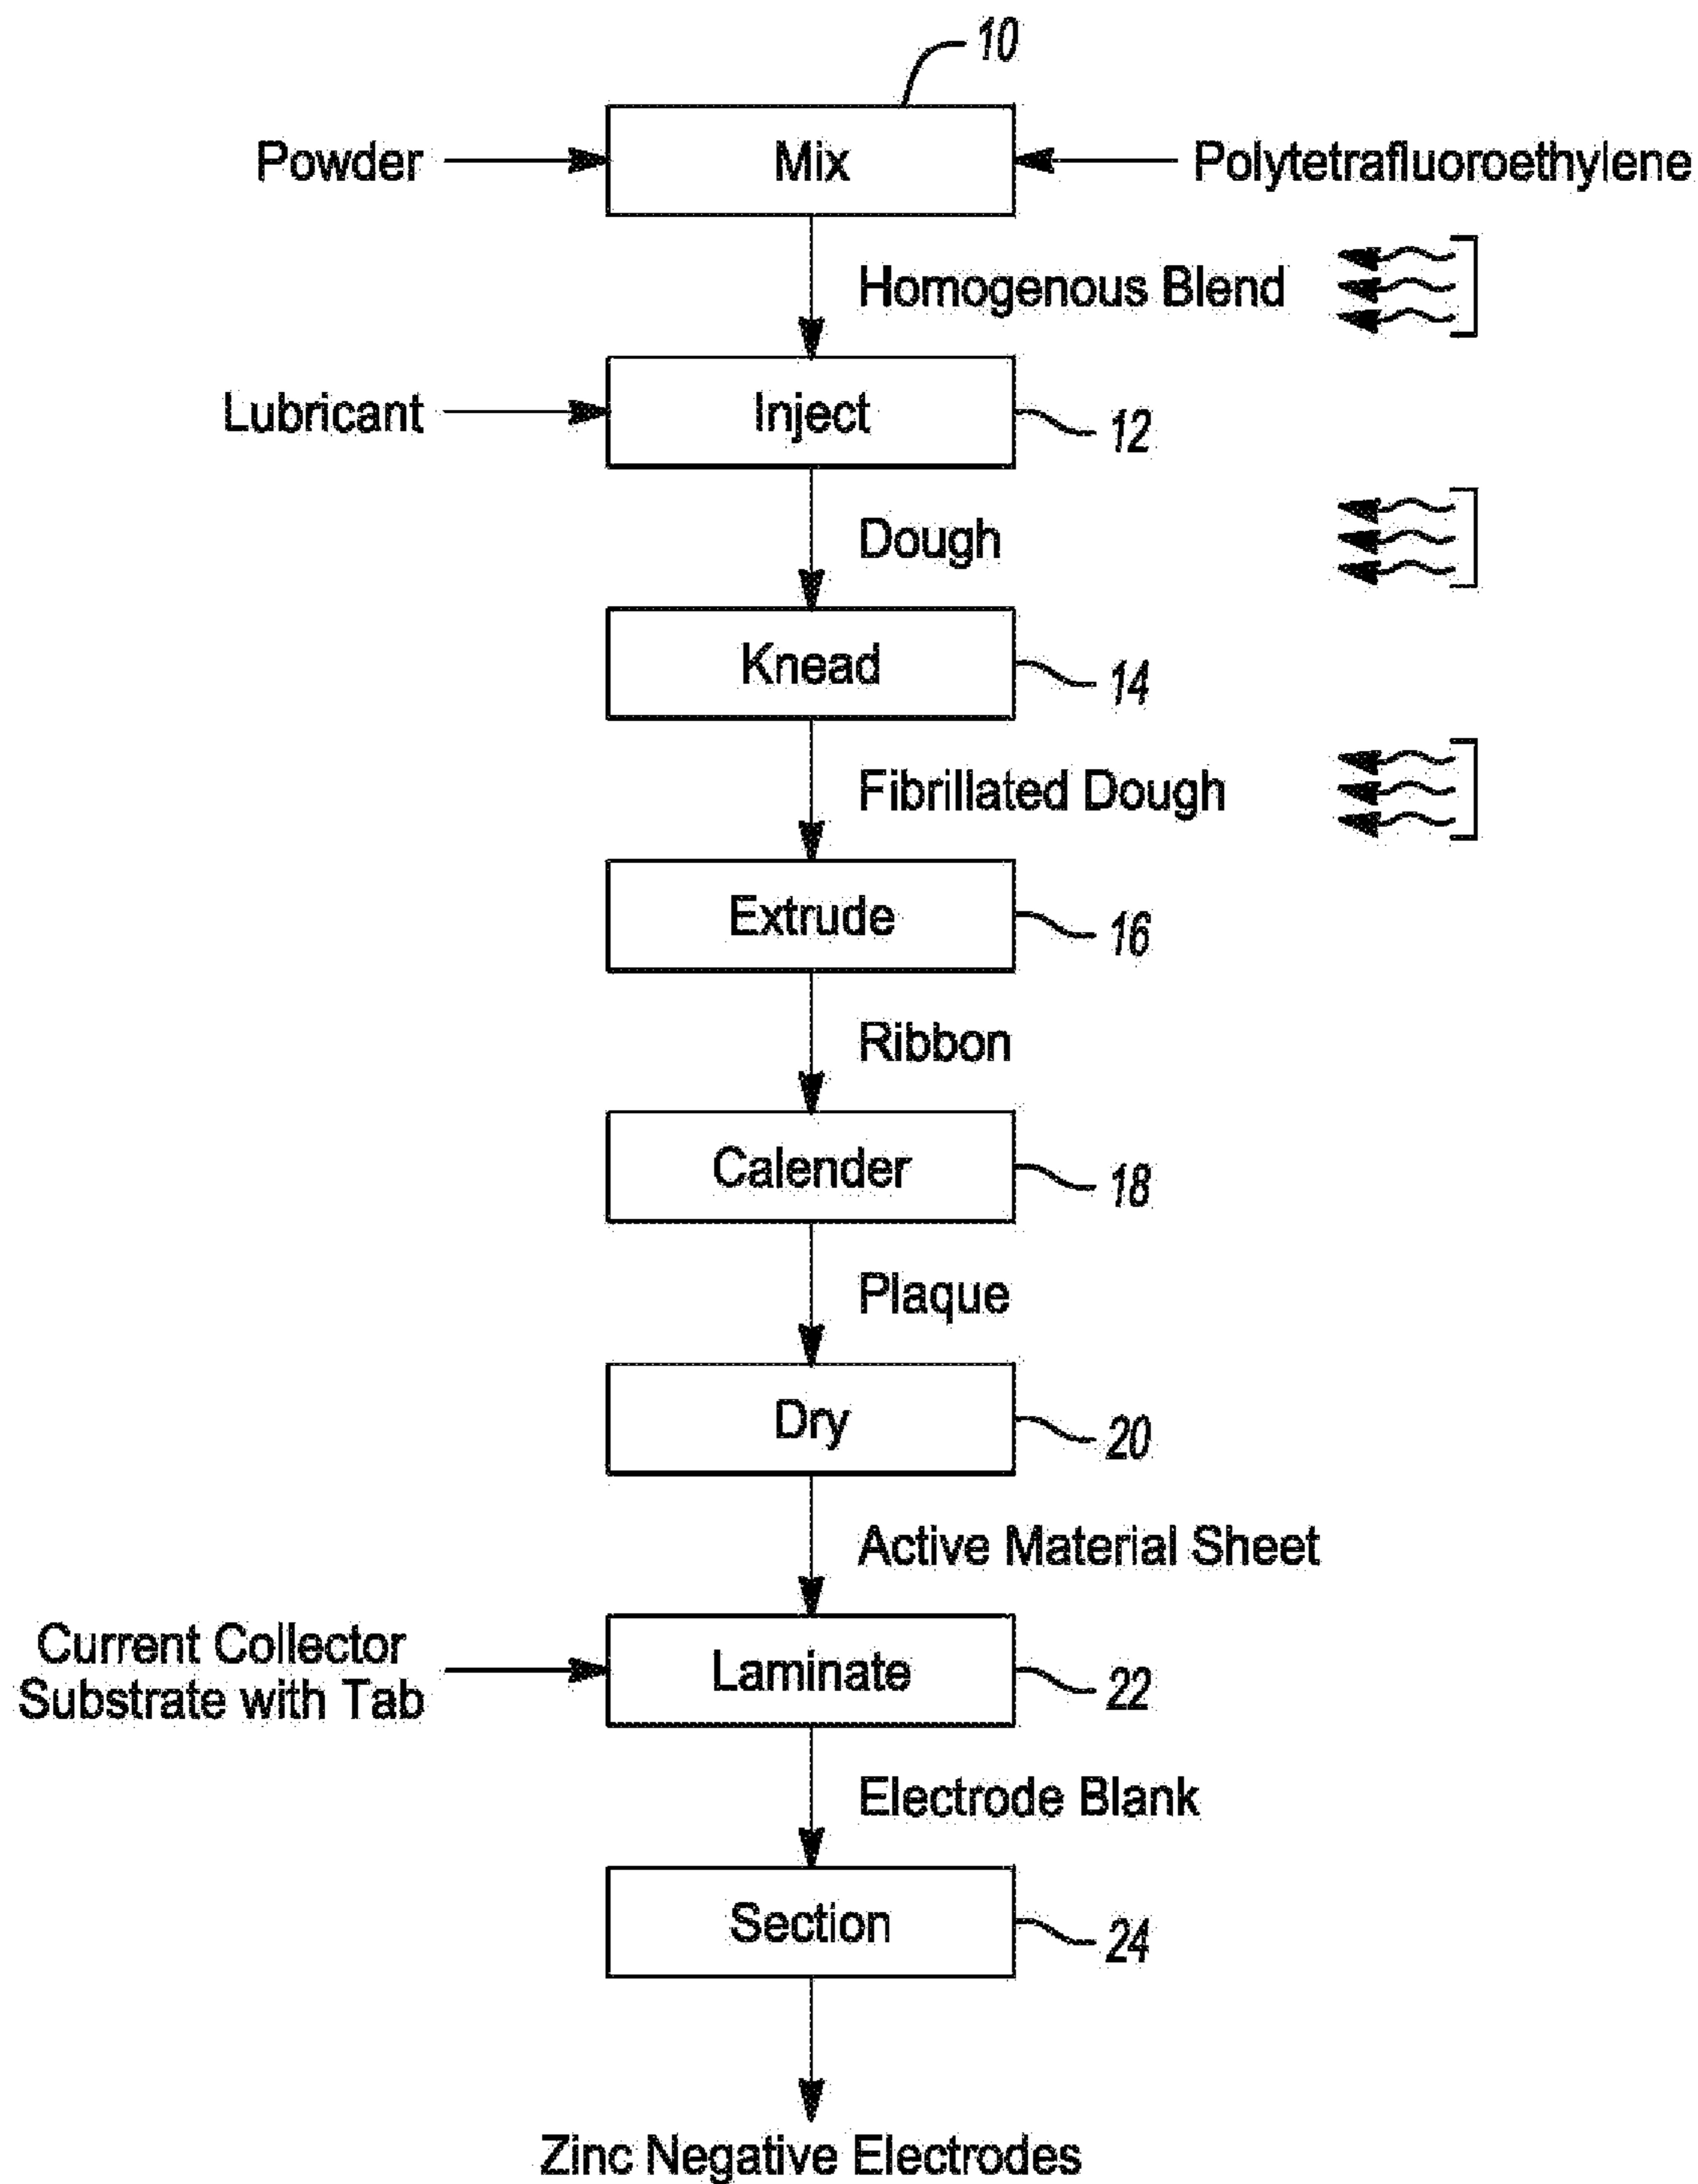 10
Powder
Mix
Polytetrafluoroethylene
Homogenous Blend
Lubricant
Inject
12
Dough
Knead
14
Fibrillated Dough
Extrude
16
Ribbon
Calender
18
Plaque
Dry
20
Active Material Sheet
Current Collector
Substrate with Tab
Laminate
22
Electrode Blank
Section
24
Zinc Negative Electrodes